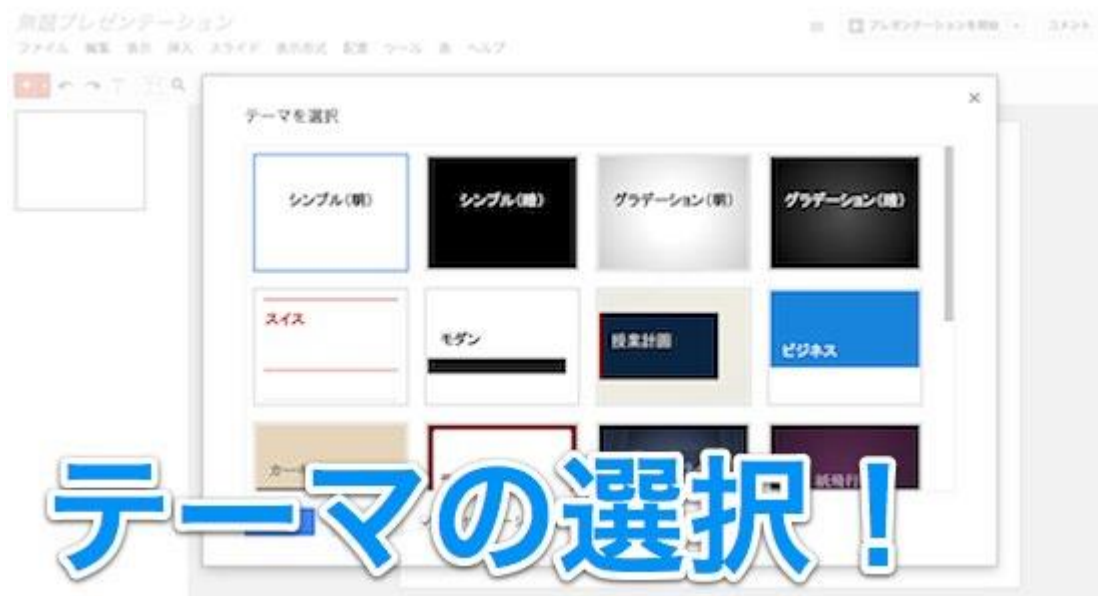 無題プレゼンテーション
ファイル 編集 表示 挿入 スライド 表示形式 配置 ツール 表 ヘルプ
プレゼンテーションを開始
コメント
テーマを選択
シンプル(明)
シンプル(暗)
グラデーション(明)
グラデーション(暗)
スイス
モダン
授業計画
ビジネス
テーマの選択！